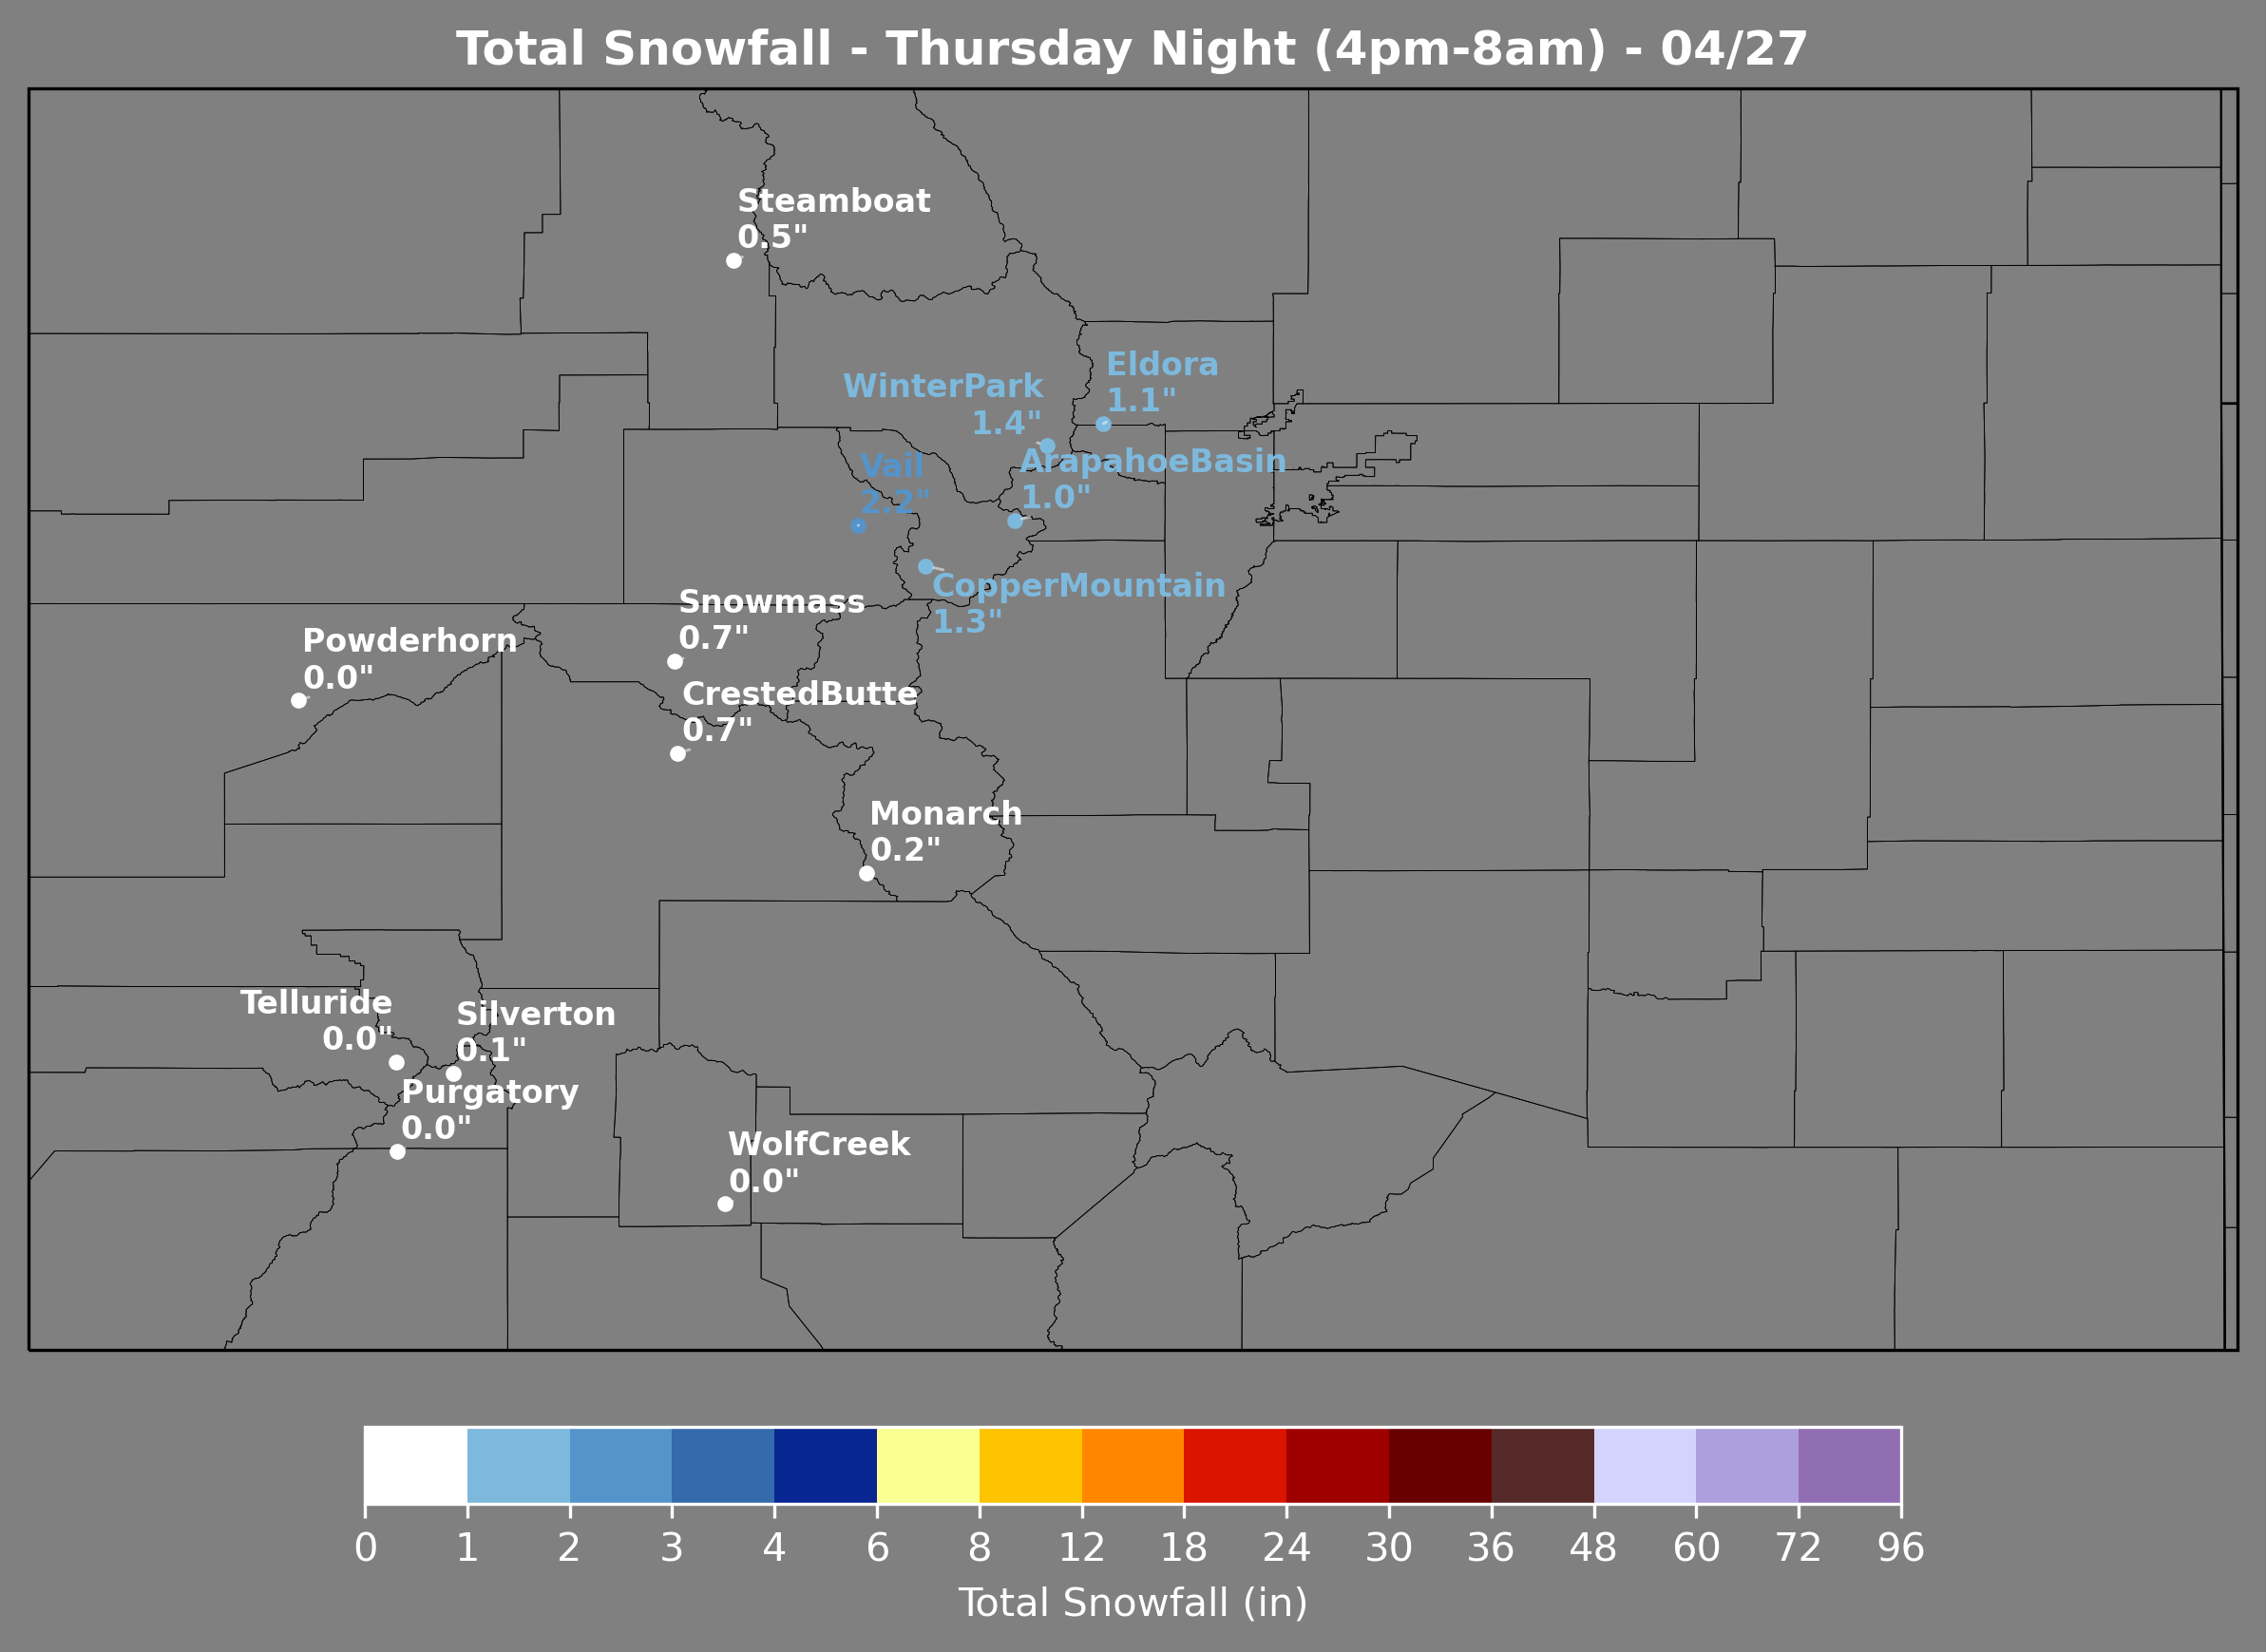 Total Snowfall - Thursday Night (4pm-8am) - 04/27
Steamboat
0.5"
Eldora
1.1"
WinterPark
1.4"
ArapahoeBasin
1.0"
Vail
2.2"
CopperMountain
1.3"
Snowmass
0.7"
Powderhorn
0.0"
CrestedButte
0.7"
Monarch
0.2"
Telluride
0.0"
Silverton
0.1"
Purgatory
0.0"
WolfCreek
0.0"
0 1 2 3 4 6 8 12 18 24 30 36 48 60 72 96
Total Snowfall (in)